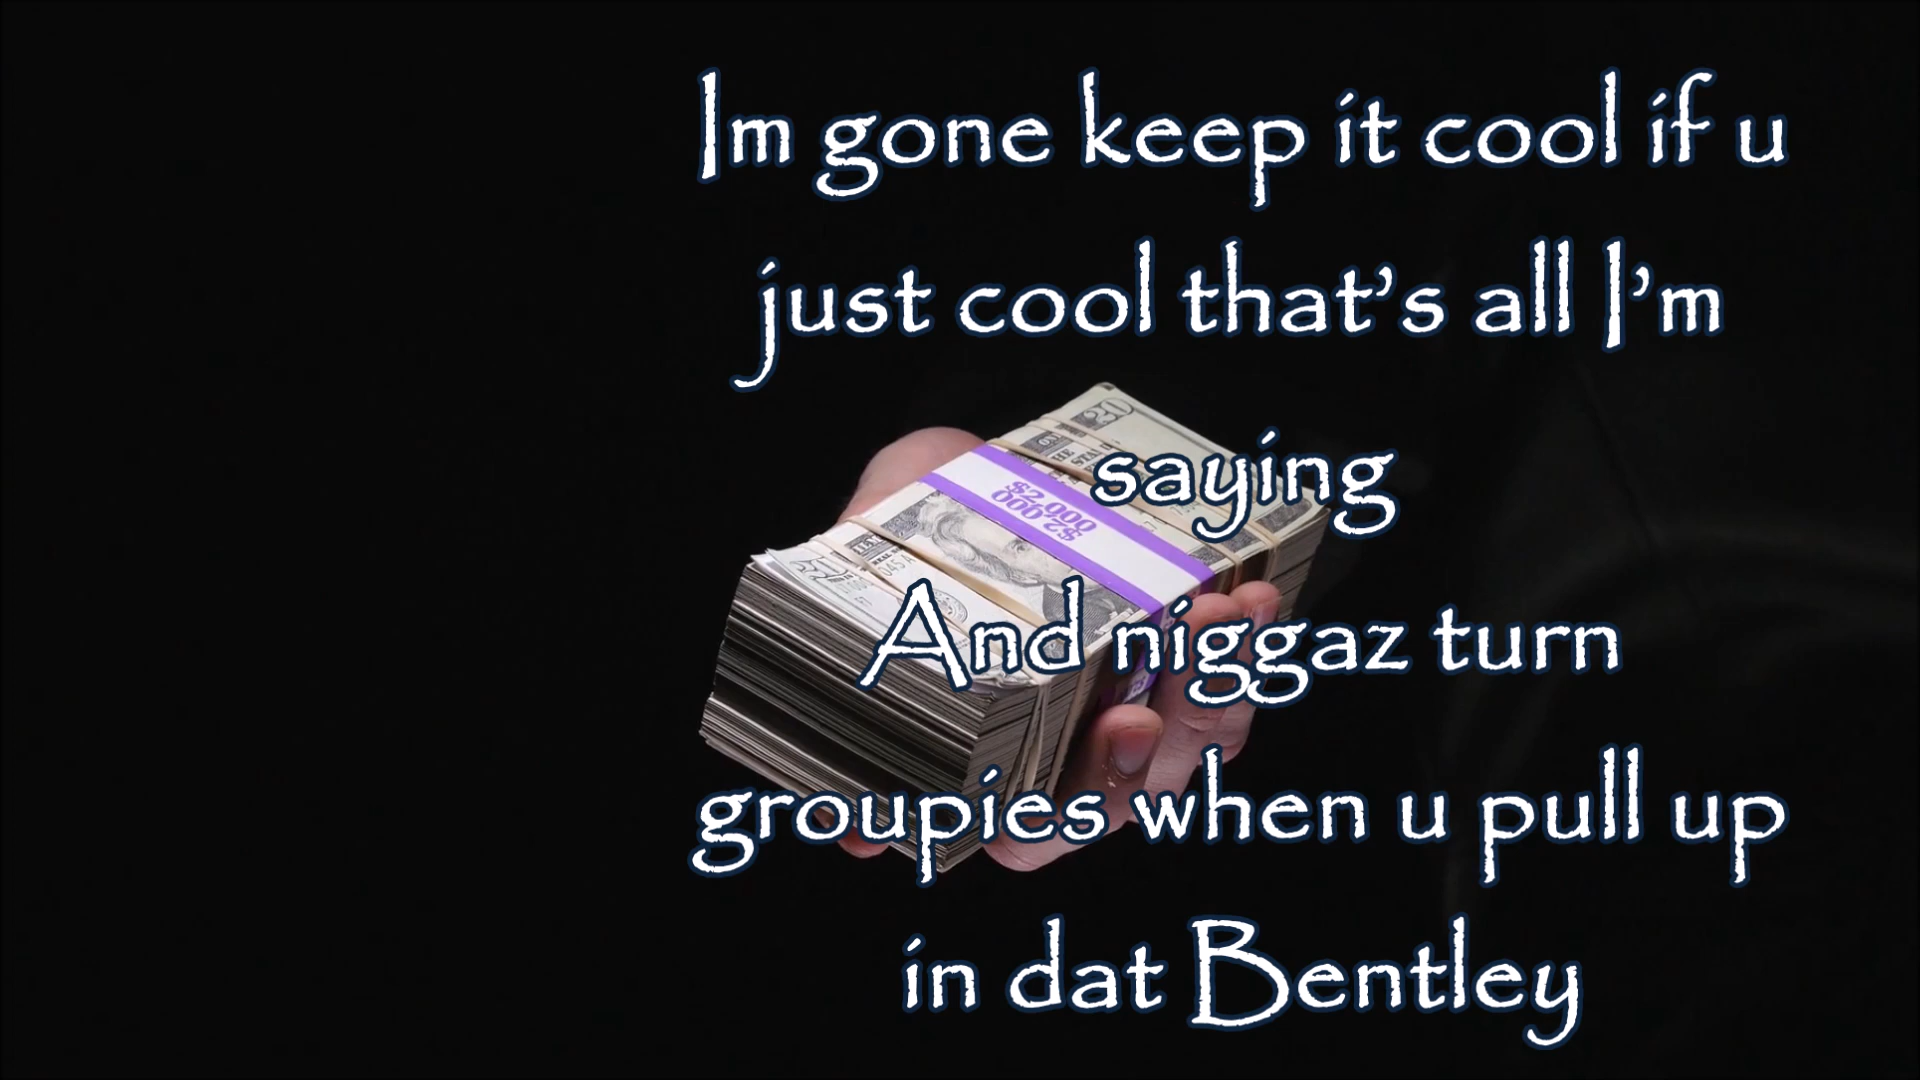 Im gone keep it cool if u
just cool that's all I'm
saying
And niggaz turn
groupies when u pull up
in dat Bentley
20
$2,000
$2,000